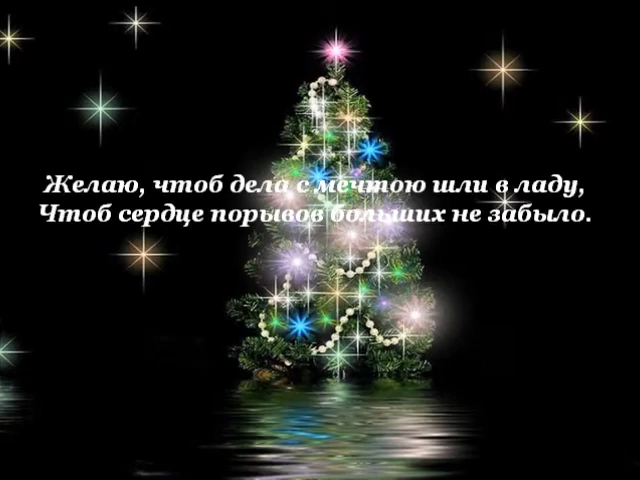 Желаю, чтоб дела с мечтою шли в ладу,
Чтоб сердце порывов больших не забыло.